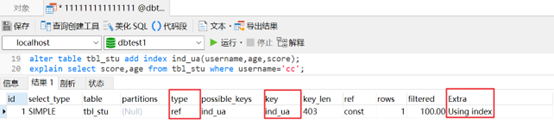 对象 * 111111111111111 @dbt...
保存 查询创建工具 美化 SQL 代码段 文本 导出结果
localhost dbtest1 运行 停止 解释
19 alter table tbl_stu add index ind_ua(username,age,score);
20 explain select score,age from tbl_stu where username='cc';
信息 结果 1 剖析 状态
id select_type table partitions type possible_keys key key_len ref rows filtered Extra
1 SIMPLE tbl_stu (Null) ref ind_ua ind_ua 403 const 1 100.00 Using index